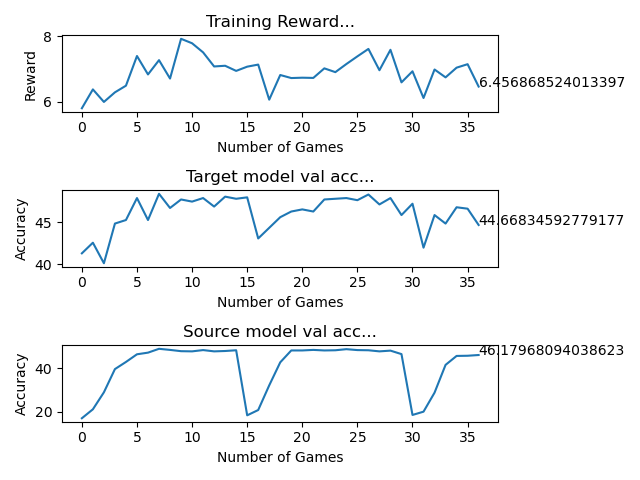 Training Reward...
8
6
Reward
6.456868524013397
0 5 10 15 20 25 30 35
Number of Games
Target model val acc...
45
40
Accuracy
44.66834592779177
0 5 10 15 20 25 30 35
Number of Games
Source model val acc...
40
20
Accuracy
46.17968094038623
0 5 10 15 20 25 30 35
Number of Games